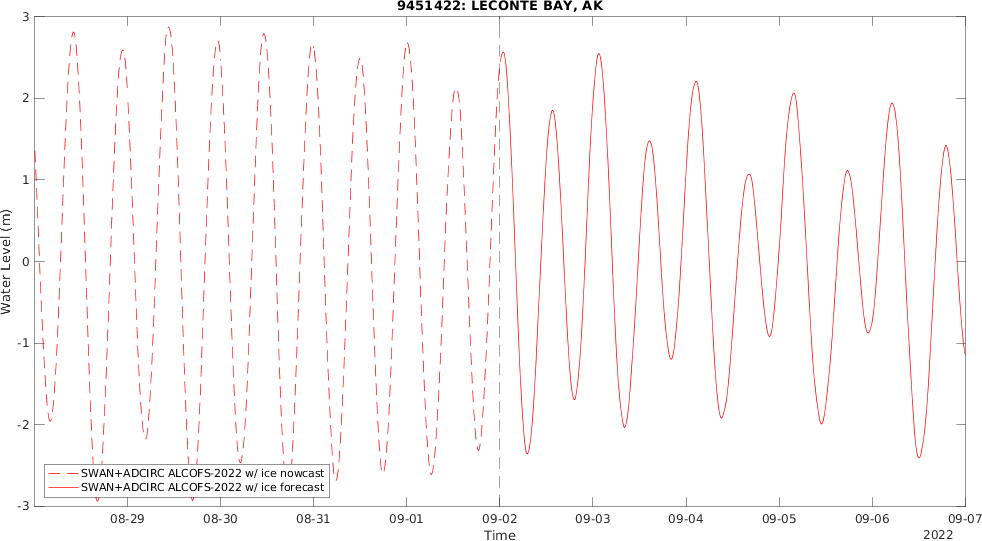 9451422: LECONTE BAY, AK
3
2
1
0
-1
-2
-3
Water Level (m)
SWAN+ADCIRC ALCOFS-2022 w/ ice nowcast
SWAN+ADCIRC ALCOFS-2022 w/ ice forecast
08-29 08-30 08-31 09-01 09-02 09-03 09-04 09-05 09-06 09-07
Time
2022